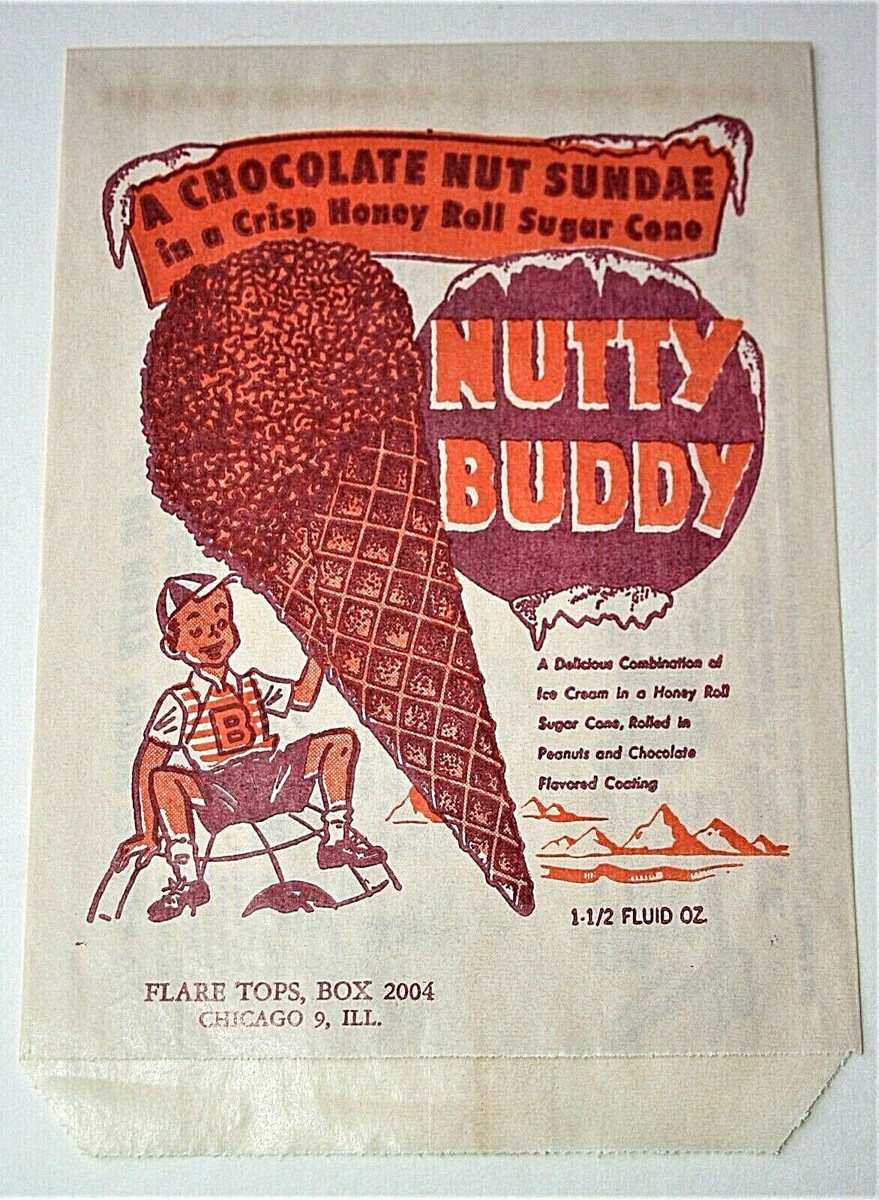 A CHOCOLATE NUT SUNDAE
in a Crisp Honey Roll Sugar Cone
NUTTY
BUDDY
B
A Delicious Combination of
Ice Cream in a Honey Roll
Sugar Cone, Rolled in
Peanuts and Chocolate
Flavored Coating
1-1/2 FLUID OZ.
FLARE TOPS, BOX 2004
CHICAGO 9, ILL.